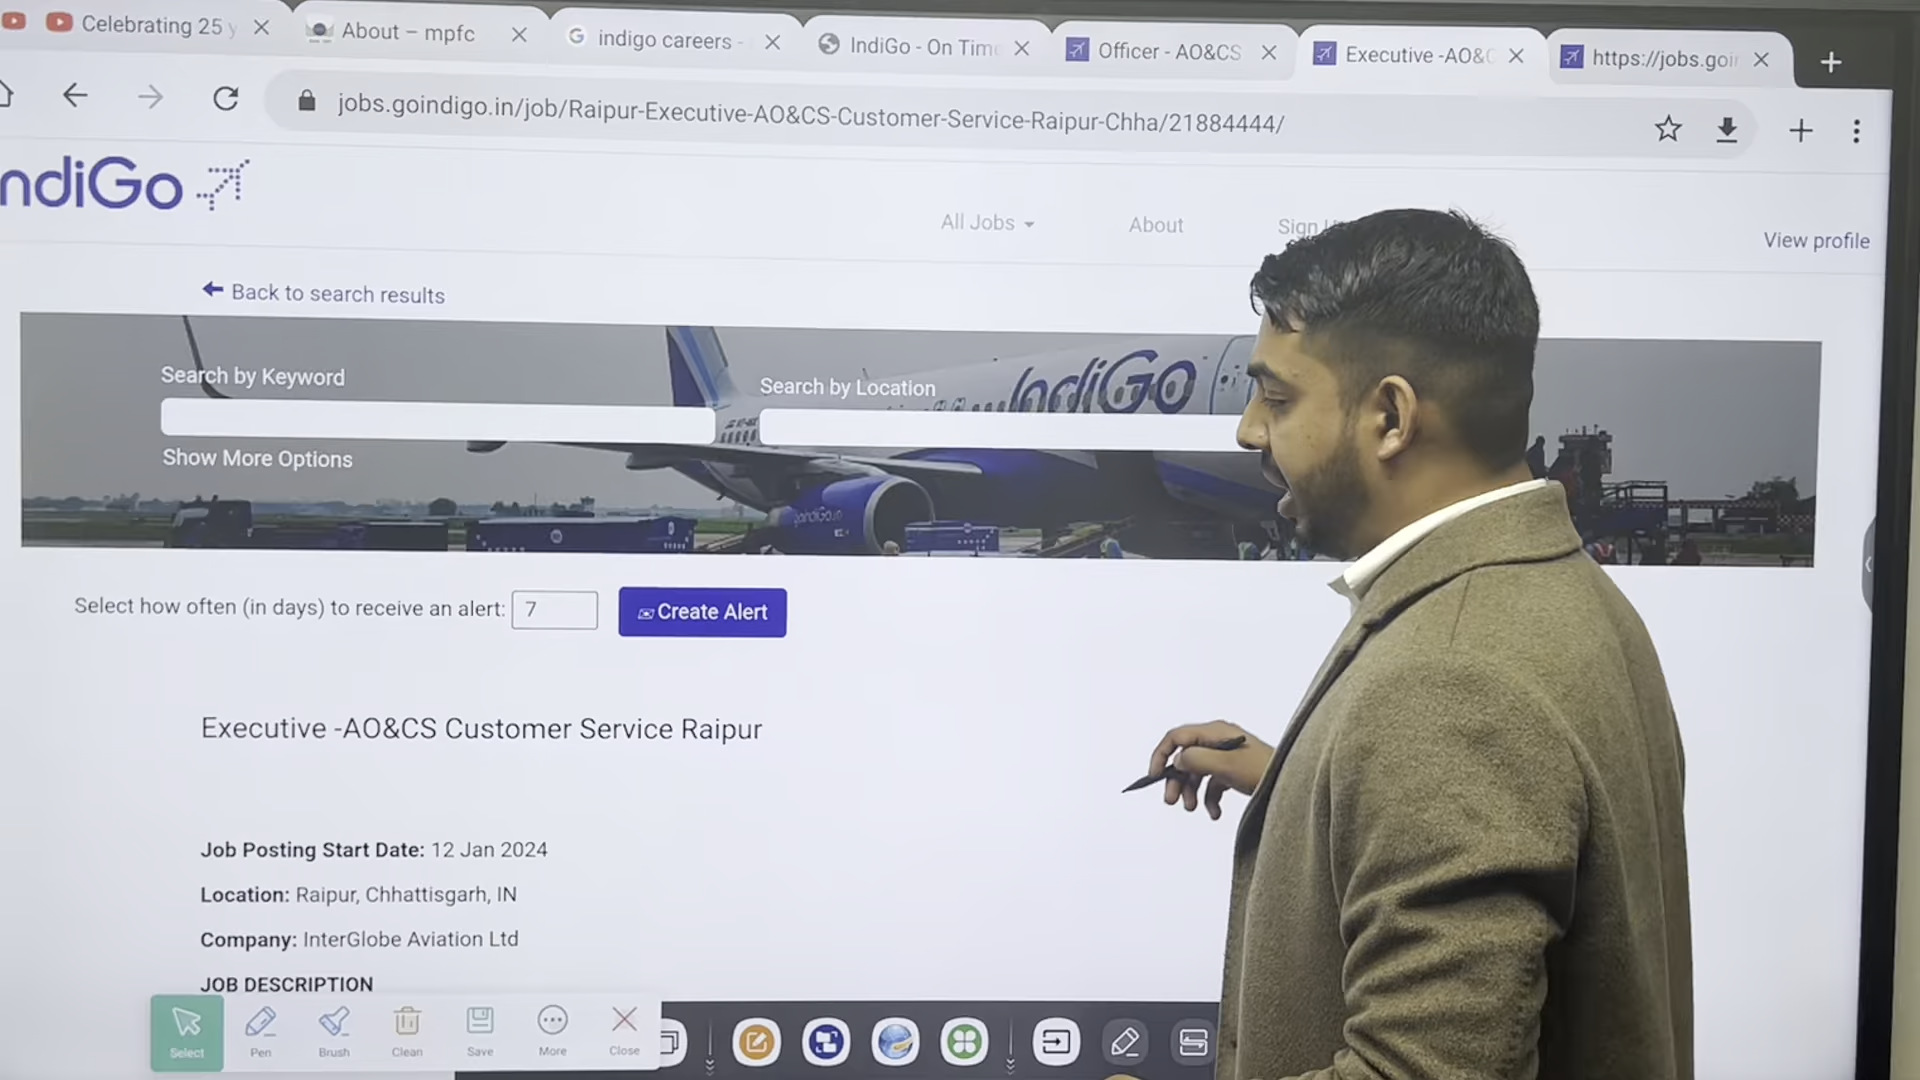 Celebrating 25 y
About – mpfc
indigo careers -
IndiGo - On Time
Officer - AO&CS
Executive -AO&C
https://jobs.goi
jobs.goindigo.in/job/Raipur-Executive-AO&CS-Customer-Service-Raipur-Chha/21884444/
ndiGo
All Jobs
About
Sign
View profile
Back to search results
Search by Keyword
Search by Location
IndiGo
Show More Options
goIndiGo.in
Select how often (in days) to receive an alert: 7
Create Alert
Executive -AO&CS Customer Service Raipur
Job Posting Start Date: 12 Jan 2024
Location: Raipur, Chhattisgarh, IN
Company: InterGlobe Aviation Ltd
JOB DESCRIPTION
Select
Pen
Brush
Clean
Save
More
Close